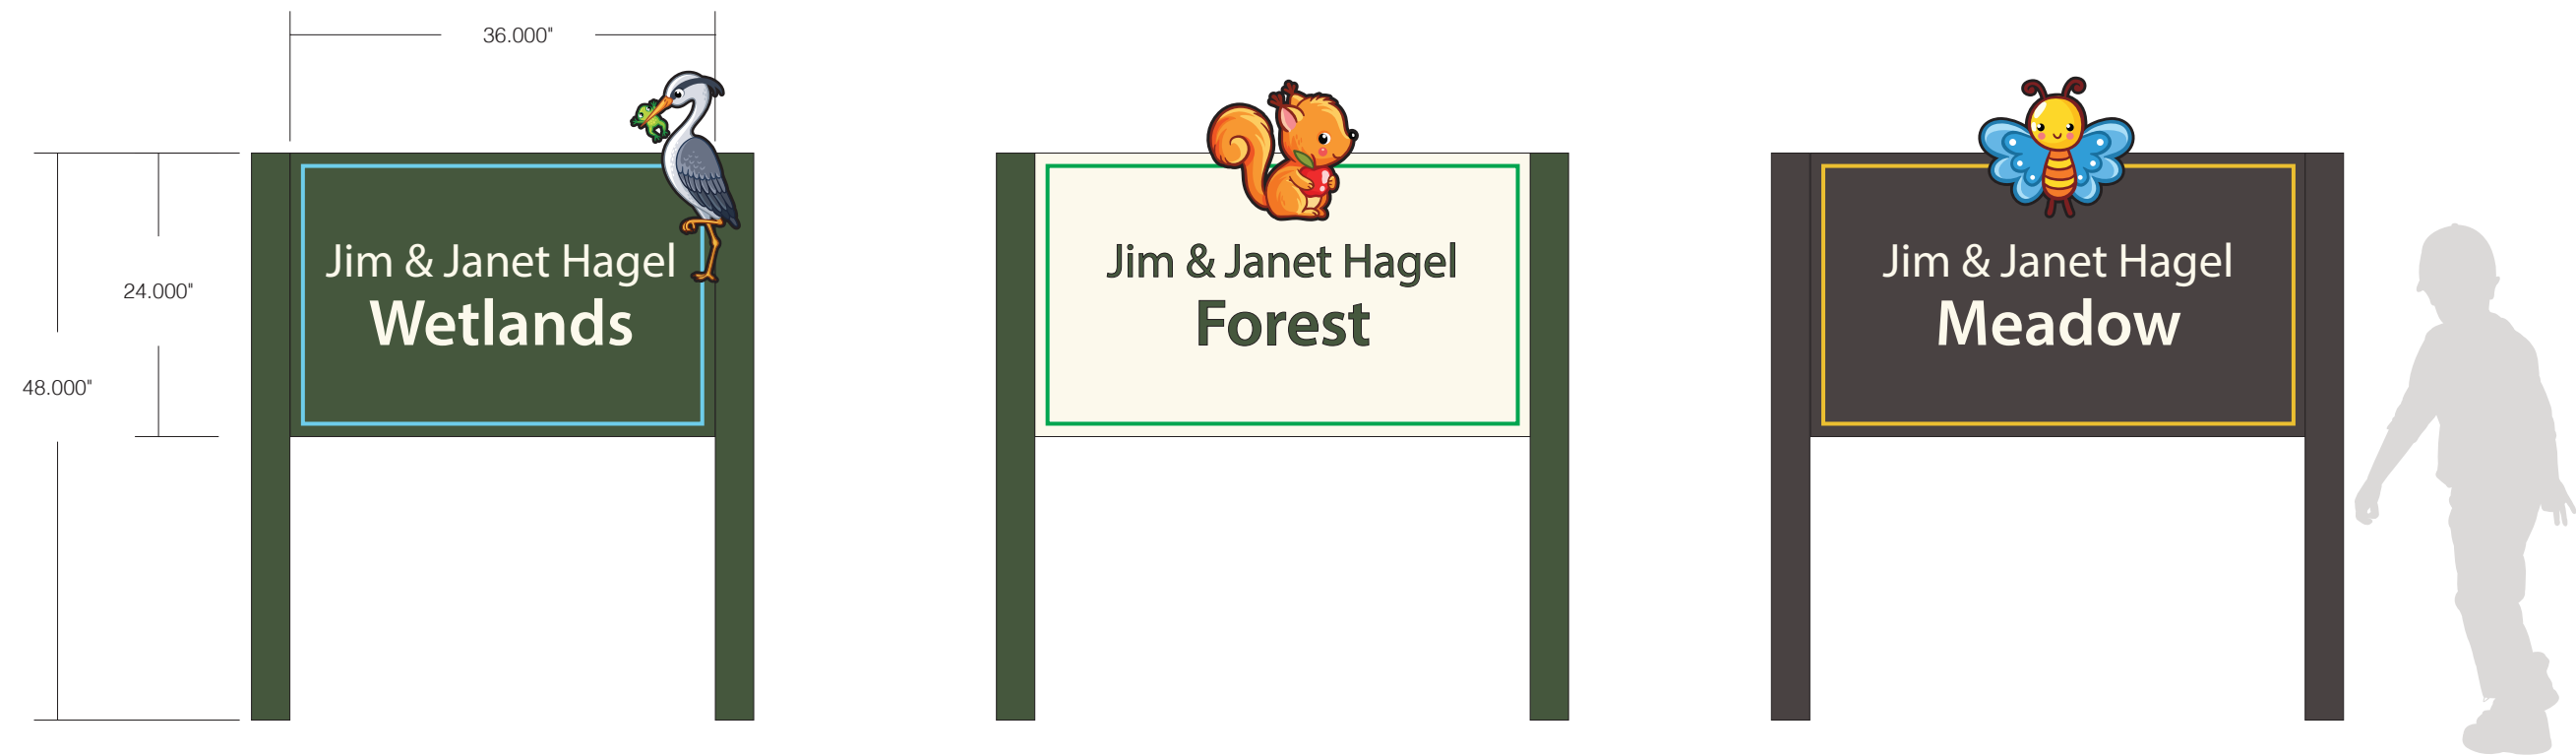 36.000"
24.000"
48.000"
Jim & Janet Hagel
Wetlands
Jim & Janet Hagel
Forest
Jim & Janet Hagel
Meadow